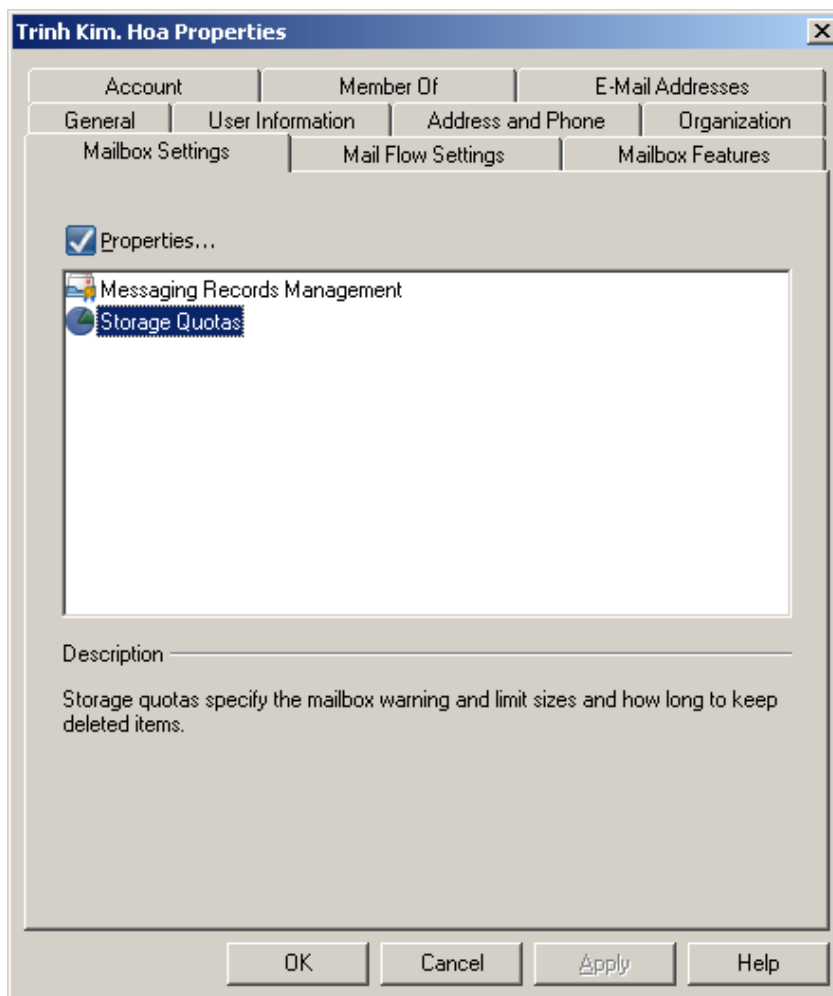 Trinh Kim. Hoa Properties
Account Member Of E-Mail Addresses
General User Information Address and Phone Organization
Mailbox Settings Mail Flow Settings Mailbox Features
Properties...
Messaging Records Management
Storage Quotas
Description
Storage quotas specify the mailbox warning and limit sizes and how long to keep
deleted items.
OK Cancel Apply Help